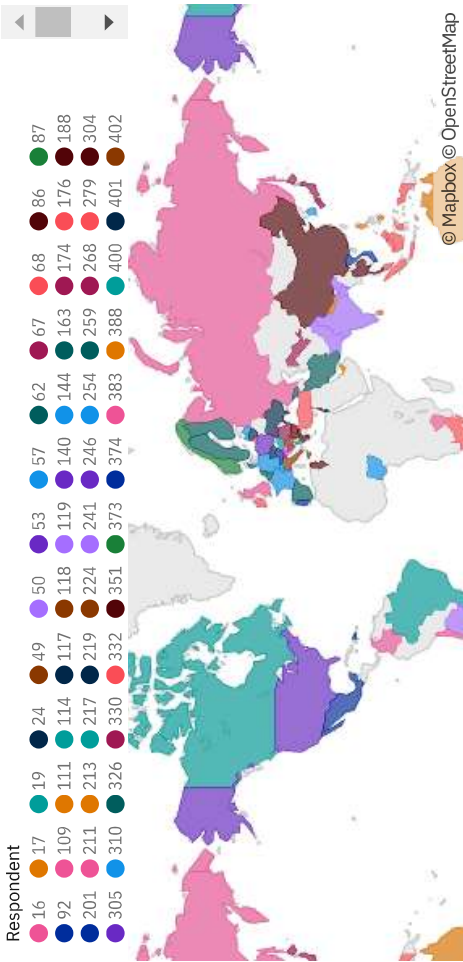 Respondent
16 17 19 24 49 50 53 57 62 67 68 86 87
92 109 111 114 117 118 119 140 144 163 174 176 188
201 211 213 217 219 224 241 246 254 259 268 279 304
305 310 326 330 332 351 373 374 383 388 400 401 402
© Mapbox © OpenStreetMap